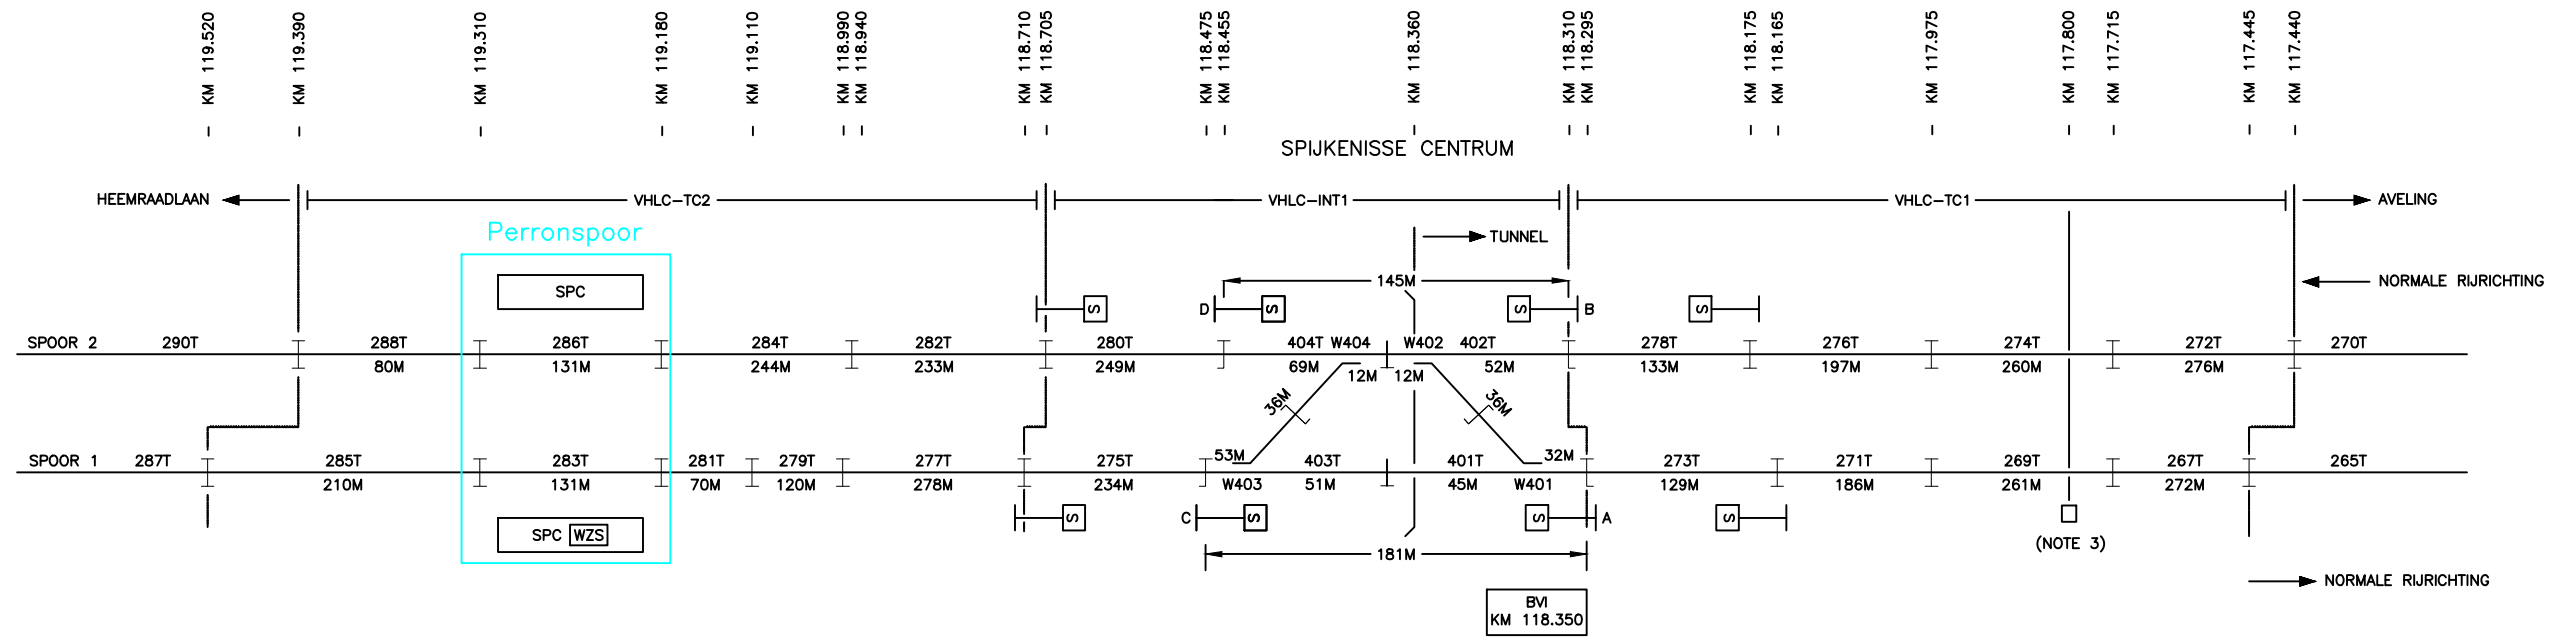 KM 119.520
KM 119.390
KM 119.310
KM 119.180
KM 119.110
KM 118.990
KM 118.940
KM 118.710
KM 118.705
KM 118.475
KM 118.455
KM 118.360
KM 118.310
KM 118.295
KM 118.175
KM 118.165
KM 117.975
KM 117.800
KM 117.715
KM 117.445
KM 117.440
SPIJKENISSE CENTRUM
HEEMRAADLAAN
VHLC-TC2
VHLC-INT1
VHLC-TC1
AVELING
Perronspoor
TUNNEL
145M
NORMALE RIJRICHTING
SPC
S
D
S
S
B
S
SPOOR 2
290T
288T
286T
284T
282T
280T
404T
W404
W402
402T
278T
276T
274T
272T
270T
80M
131M
244M
233M
249M
69M
12M
12M
52M
133M
197M
260M
276M
36M
36M
SPOOR 1
287T
285T
283T
281T
279T
277T
275T
53M
403T
401T
32M
273T
271T
269T
267T
265T
210M
131M
70M
120M
278M
234M
W403
51M
45M
W401
129M
186M
261M
272M
SPC WZS
S
C
S
S
A
S
(NOTE 3)
181M
NORMALE RIJRICHTING
BVI
KM 118.350